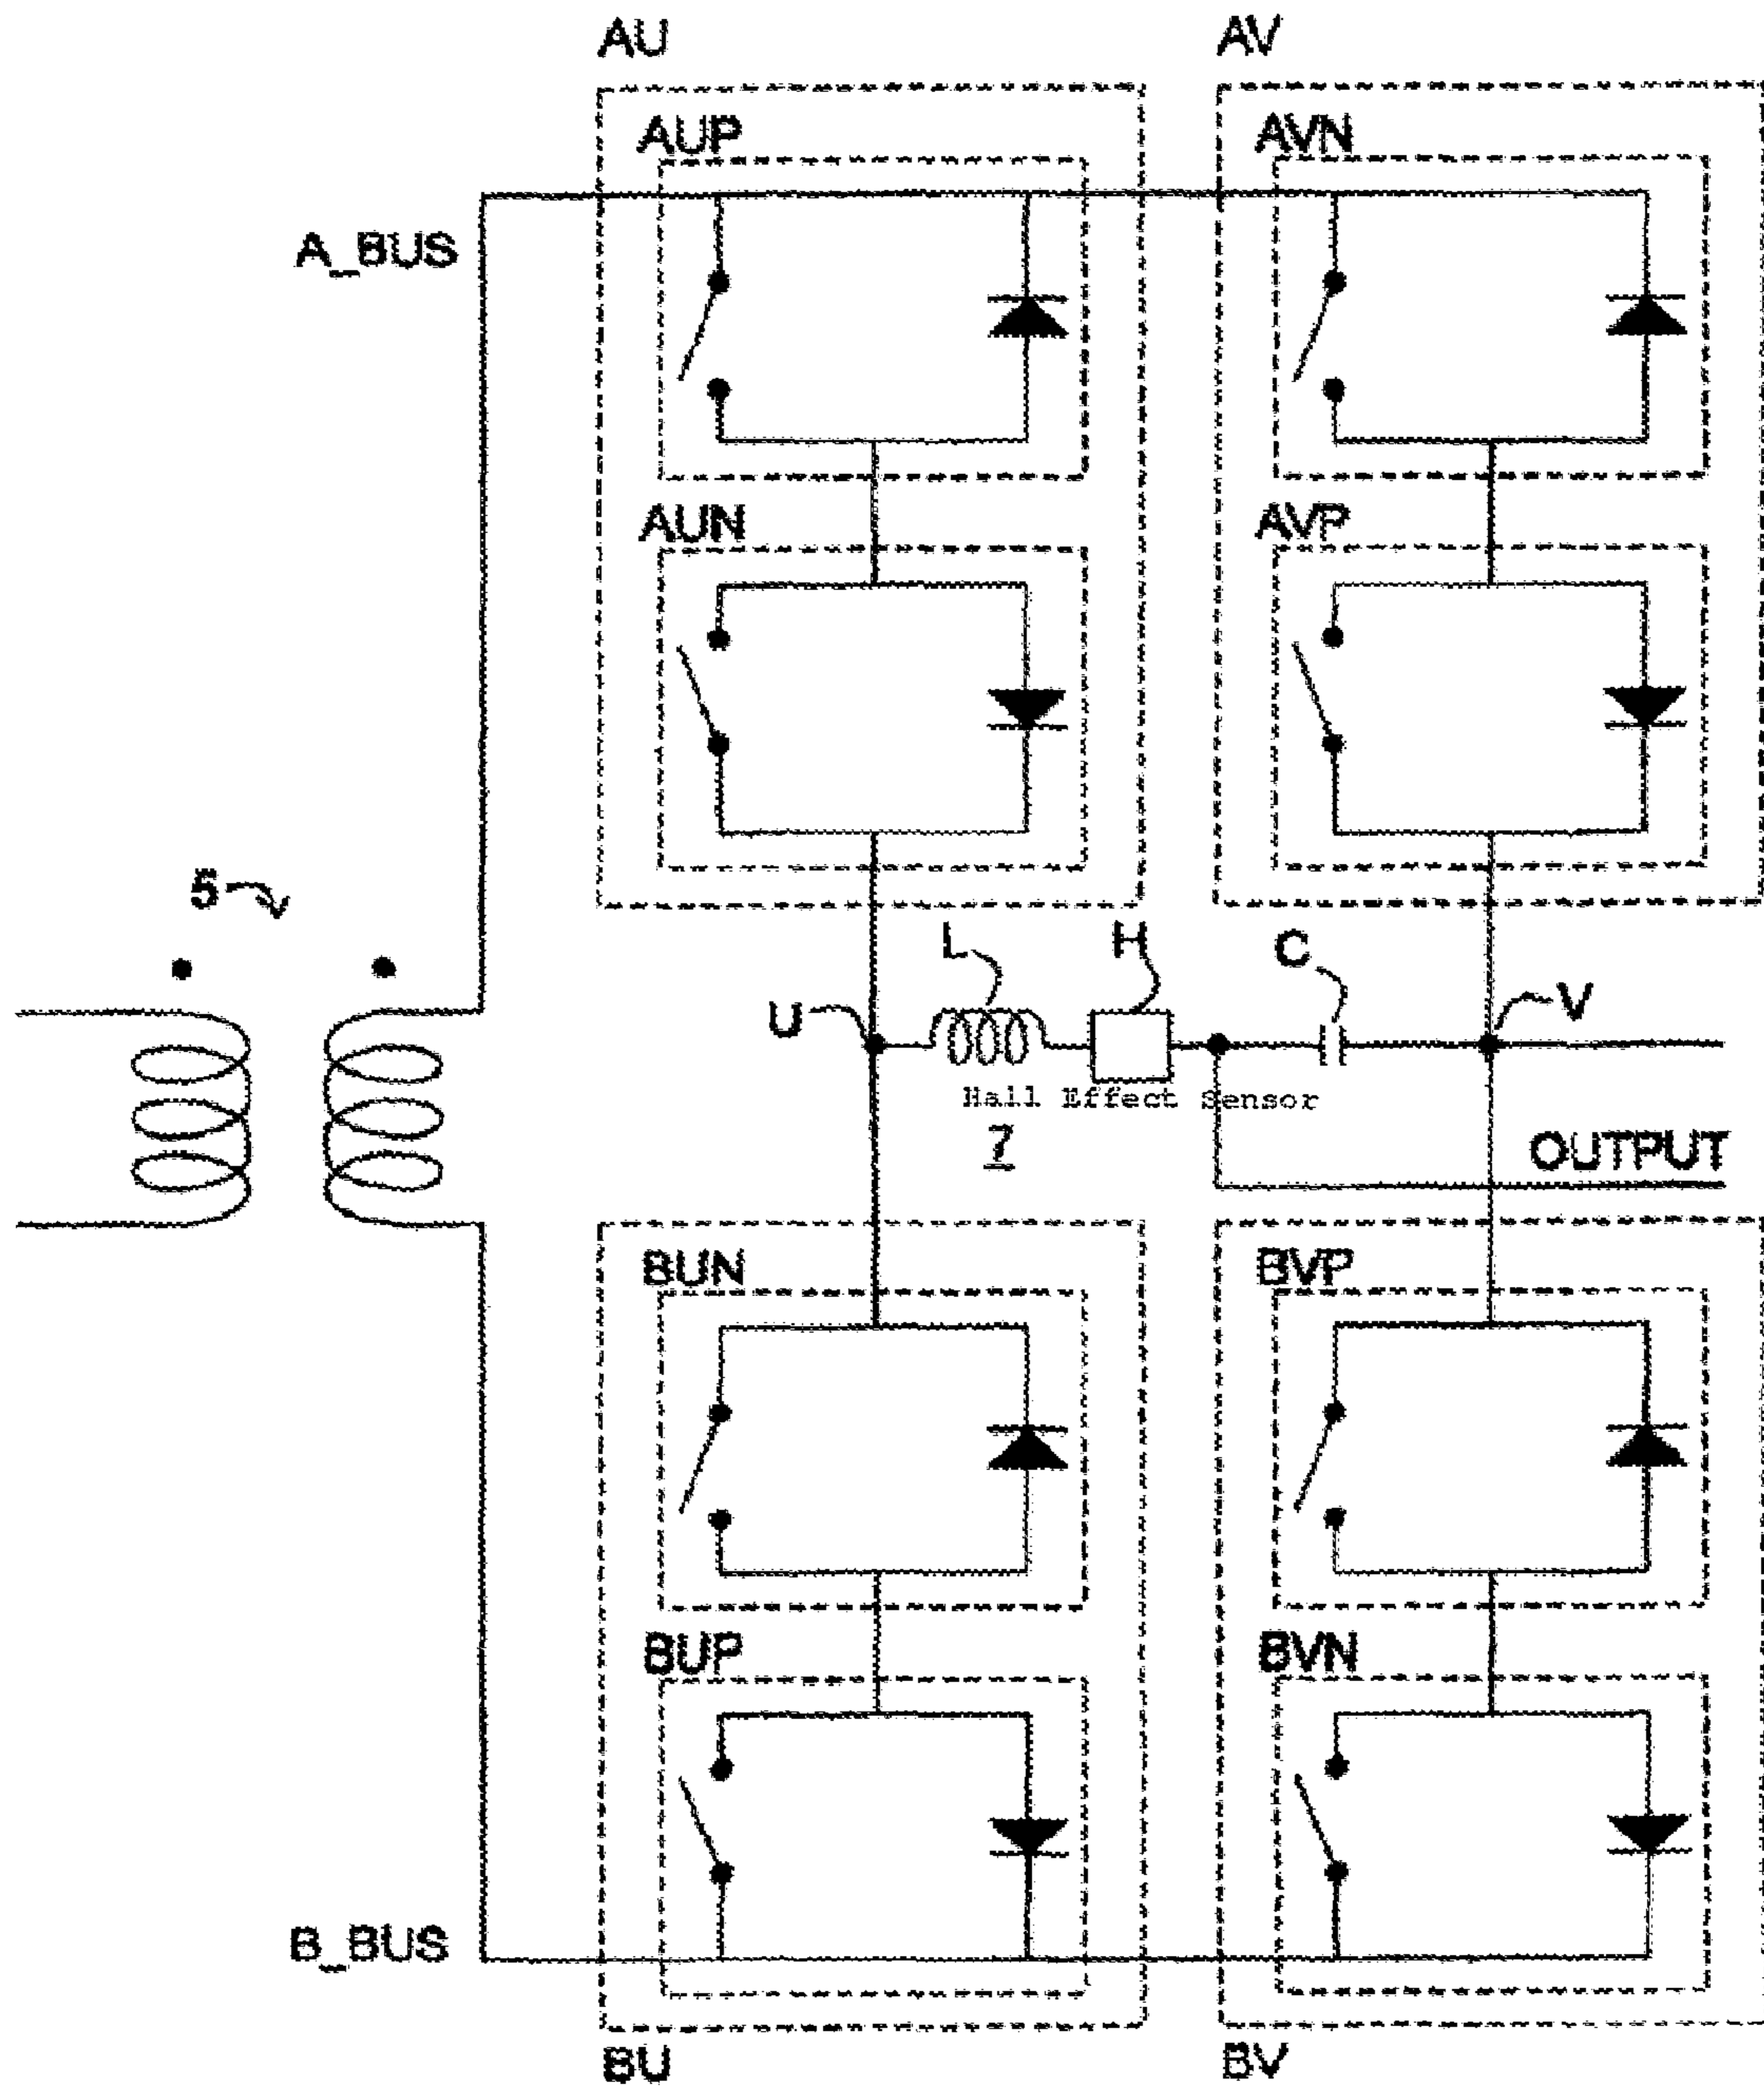 AU
AV
AUP
AVN
A_BUS
AUN
AVP
5
L
H
C
U
V
Hall Effect Sensor
7
OUTPUT
BUN
BVP
BUP
BVN
B_BUS
BU
BV